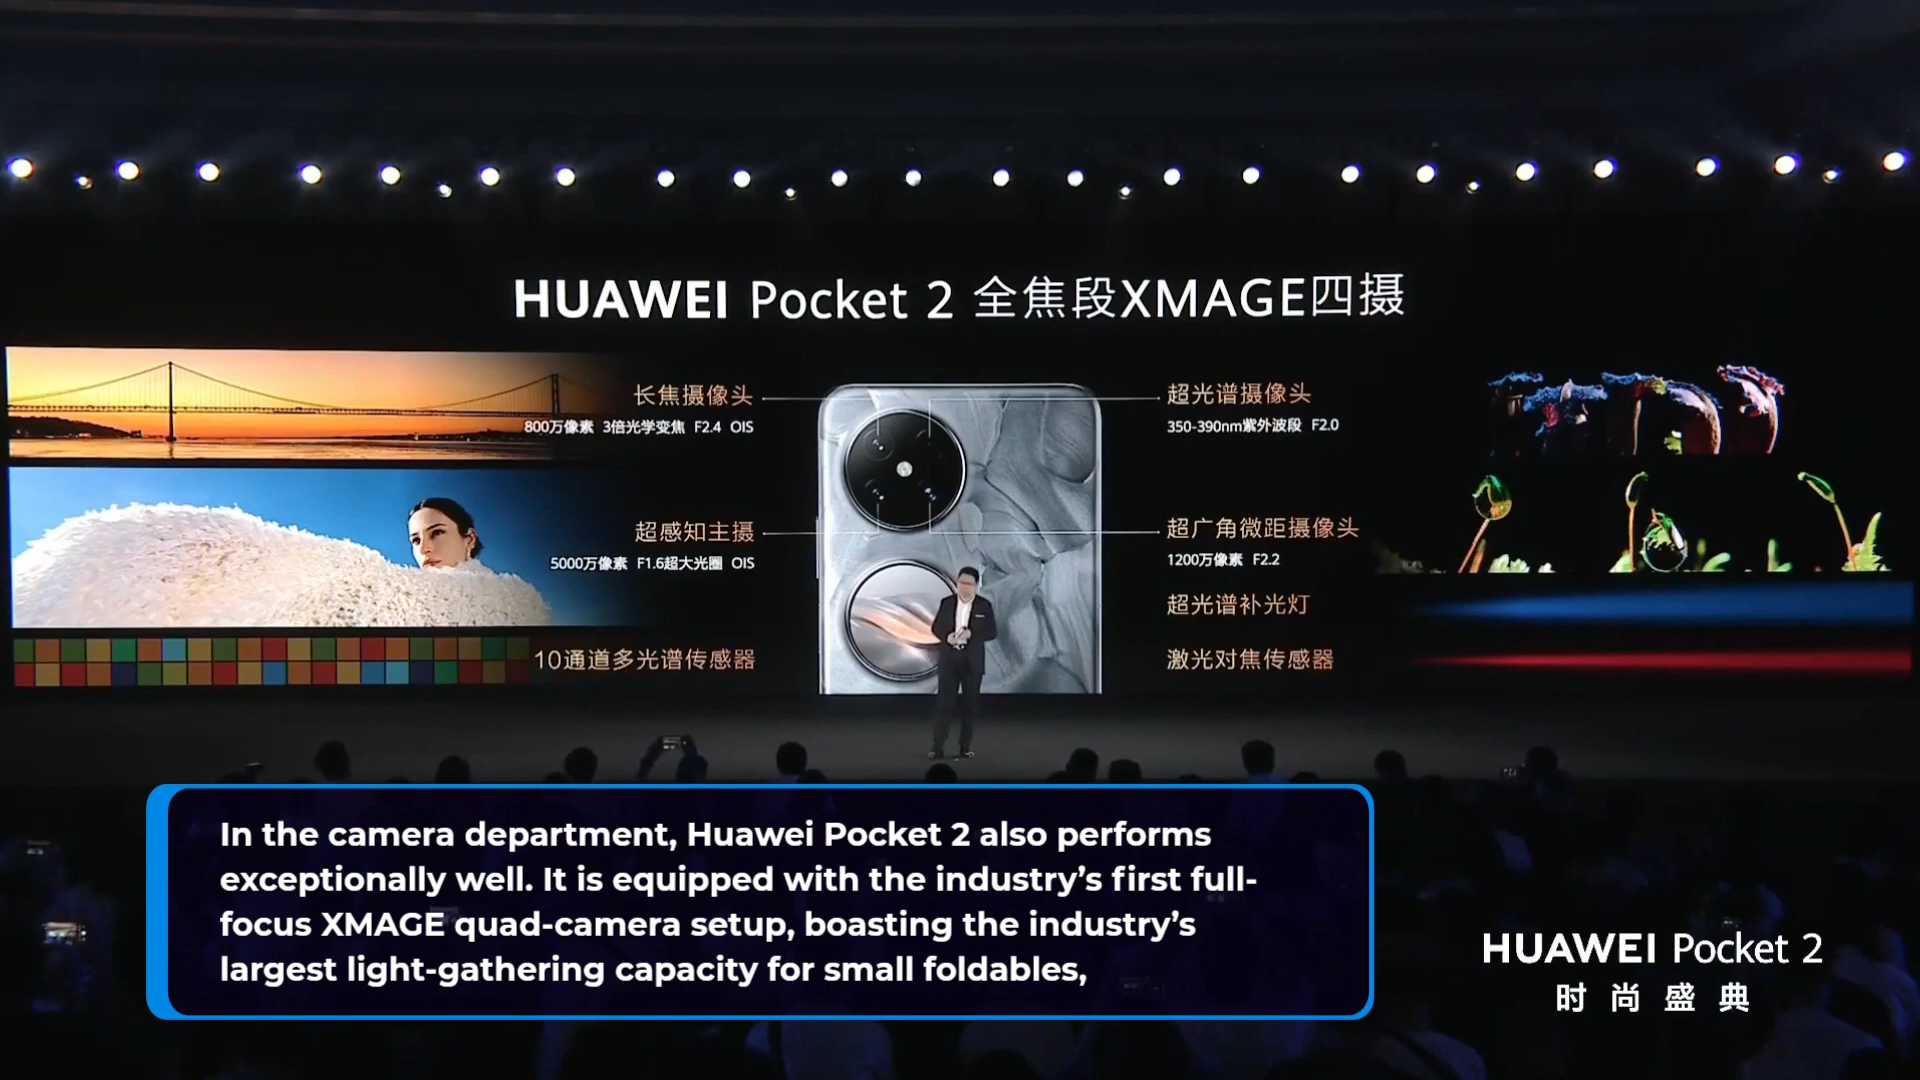 HUAWEI Pocket 2 全焦段XMAGE四摄
长焦摄像头
800万像素 3倍光学变焦 F2.4 OIS
超感知主摄
5000万像素 F1.6超大光圈 OIS
10通道多光谱传感器
超光谱摄像头
350-390nm紫外波段 F2.0
超广角微距摄像头
1200万像素 F2.2
超光谱补光灯
激光对焦传感器
In the camera department, Huawei Pocket 2 also performs
exceptionally well. It is equipped with the industry’s first full-
focus XMAGE quad-camera setup, boasting the industry’s
largest light-gathering capacity for small foldables,
HUAWEI Pocket 2
时尚盛典